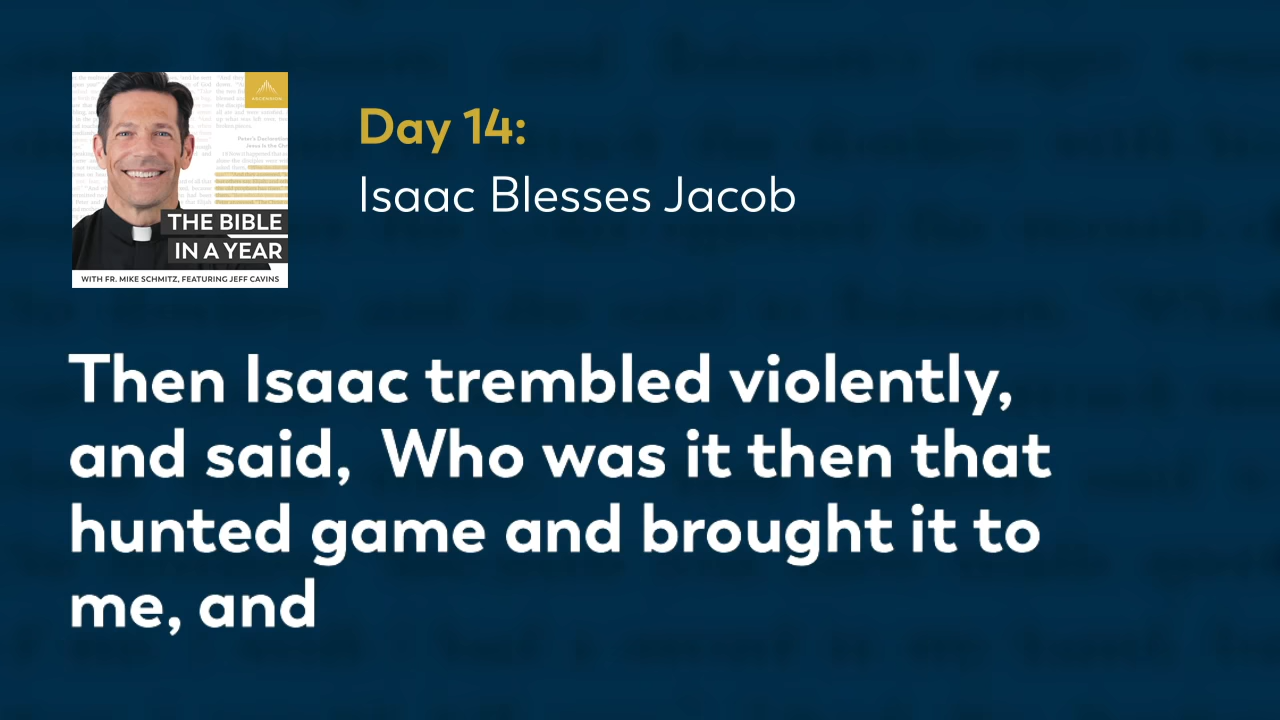 ASCENSION
THE BIBLE
IN A YEAR
WITH FR. MIKE SCHMITZ, FEATURING JEFF CAVINS
Day 14:
Isaac Blesses Jacob
Then Isaac trembled violently,
and said, Who was it then that
hunted game and brought it to
me, and